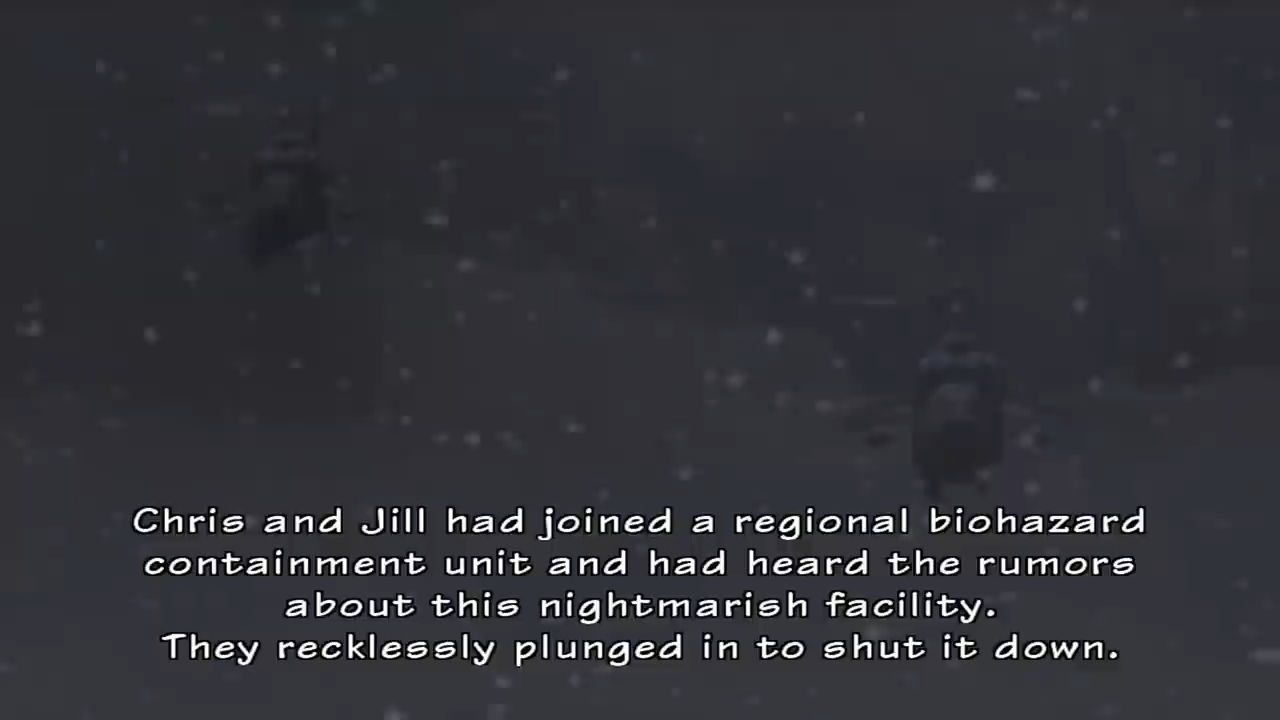 Chris and Jill had joined a regional biohazard
containment unit and had heard the rumors
about this nightmarish facility.
They recklessly plunged in to shut it down.